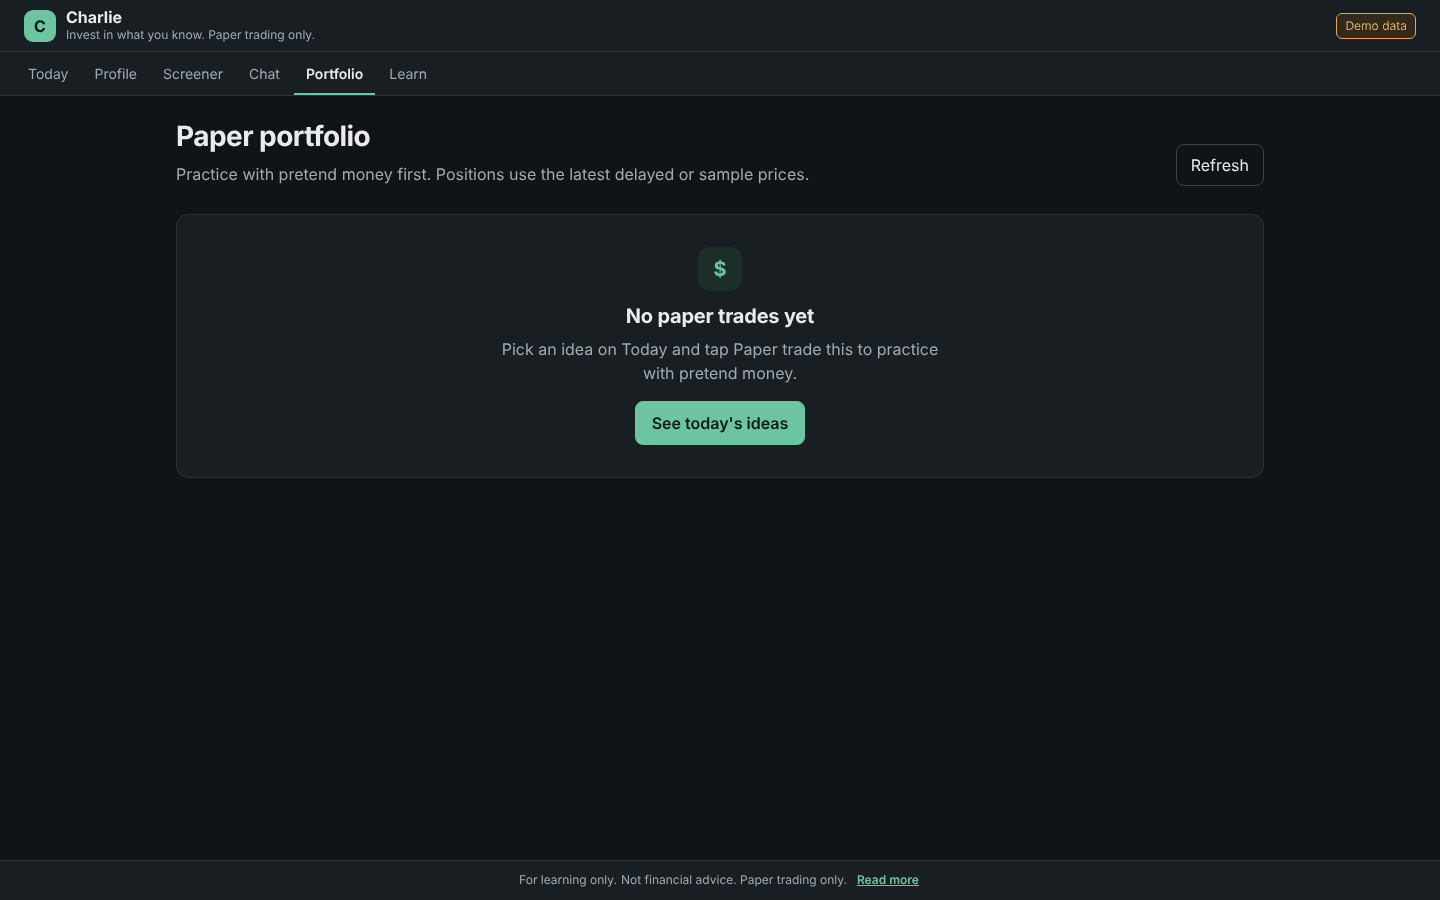 C
Charlie
Invest in what you know. Paper trading only.
Demo data
Today
Profile
Screener
Chat
Portfolio
Learn
Paper portfolio
Practice with pretend money first. Positions use the latest delayed or sample prices.
Refresh
$
No paper trades yet
Pick an idea on Today and tap Paper trade this to practice
with pretend money.
See today's ideas
For learning only. Not financial advice. Paper trading only. Read more